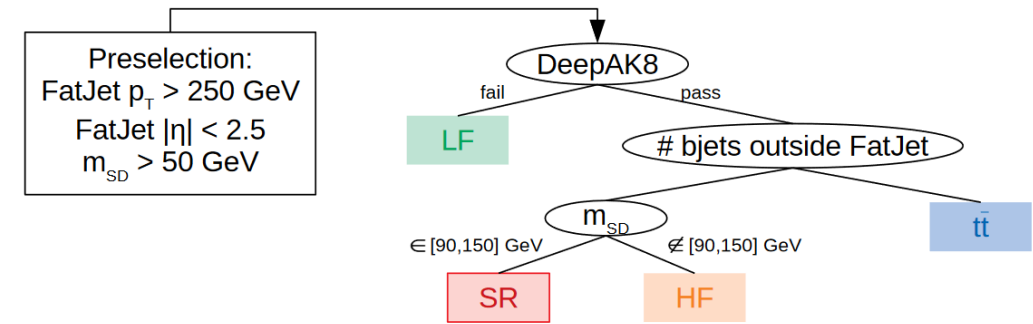 Preselection:
FatJet p_T > 250 GeV
FatJet |η| < 2.5
m_SD > 50 GeV
DeepAK8
fail
pass
LF
# bjets outside FatJet
m_SD
tt̄
∈ [90,150] GeV
∉ [90,150] GeV
SR
HF